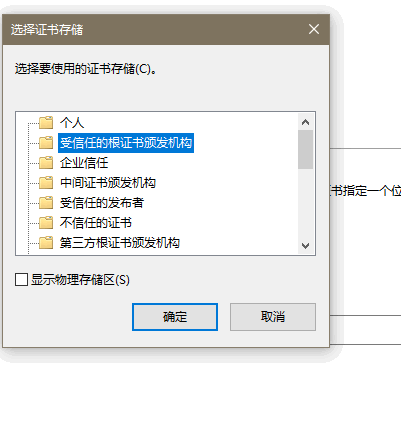 选择证书存储
选择要使用的证书存储(C)。
个人
受信任的根证书颁发机构
企业信任
中间证书颁发机构
受信任的发布者
不信任的证书
第三方根证书颁发机构
书指定一个位
显示物理存储区(S)
确定
取消